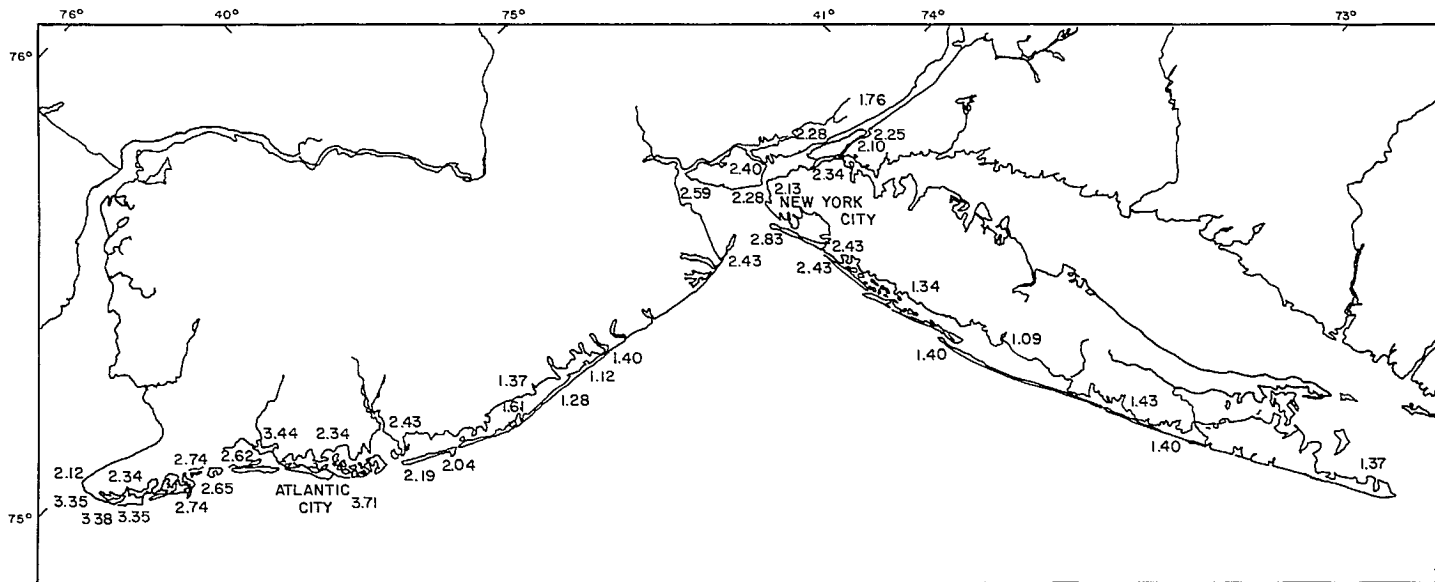 76° 40° 75° 41° 74° 73°
76°
1.76
2.28 2.25
2.10
2.40 2.34
2.59 2.28 2.13
NEW YORK
CITY
2.83 2.43
2.43 2.43
1.34
1.09
1.40 1.40
1.12
1.37 1.28
1.61 1.43
2.43
3.44 2.34
1.40
2.74 2.62 2.04
2.12 2.34 2.65 2.19 1.37
ATLANTIC
CITY
3.35 2.74 3.71
3.38 3.35
75°